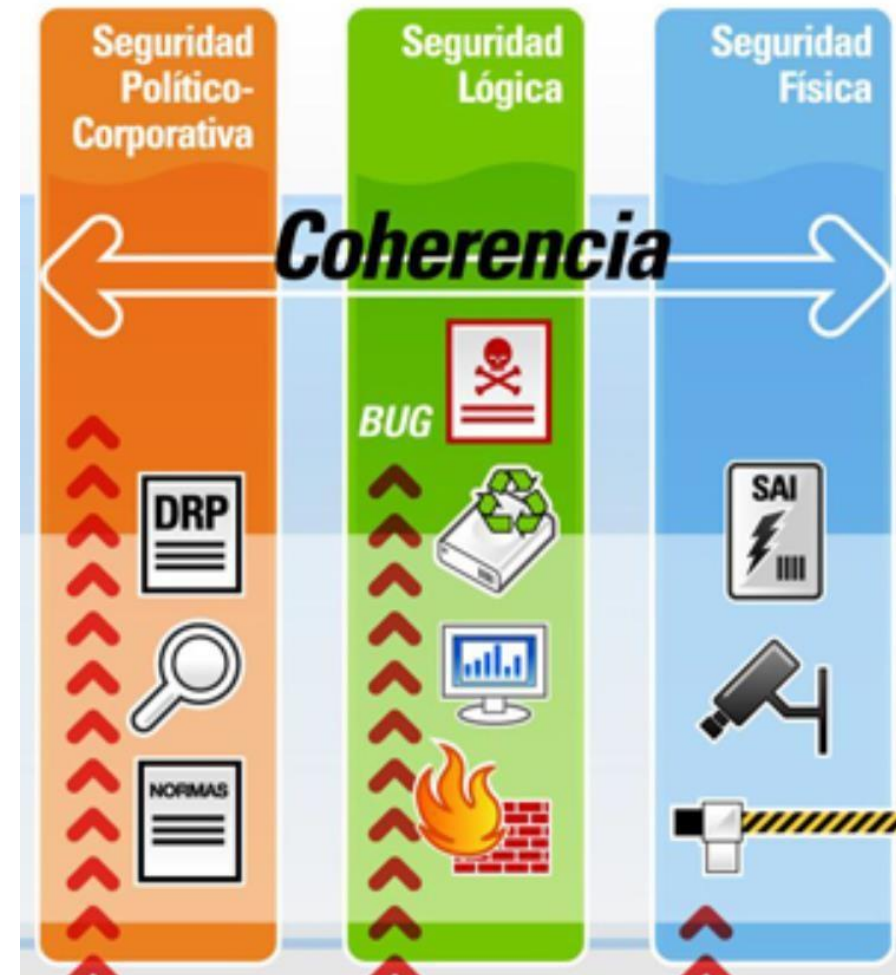 Seguridad
Político-
Corporativa
Seguridad
Lógica
Seguridad
Física
Coherencia
BUG
DRP
SAI
NORMAS